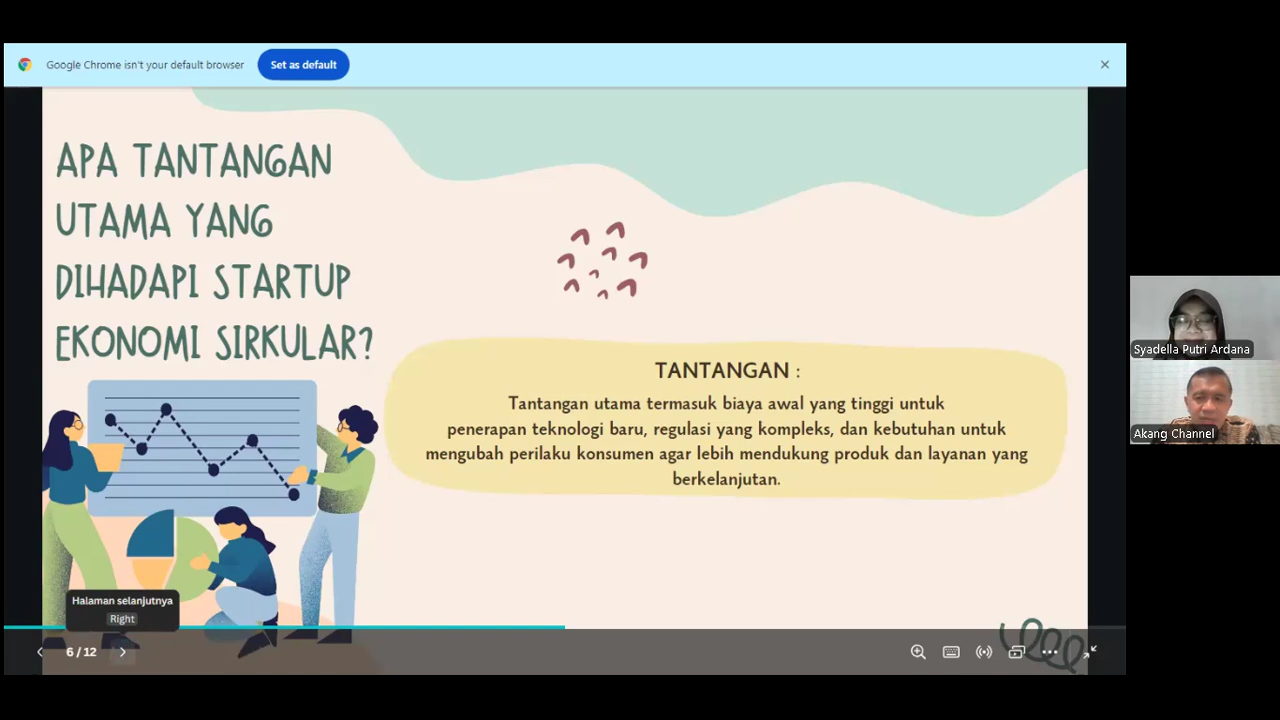 Google Chrome isn't your default browser
Set as default
APA TANTANGAN
UTAMA YANG
DIHADAPI STARTUP
EKONOMI SIRKULAR?
TANTANGAN :
Tantangan utama termasuk biaya awal yang tinggi untuk
penerapan teknologi baru, regulasi yang kompleks, dan kebutuhan untuk
mengubah perilaku konsumen agar lebih mendukung produk dan layanan yang
berkelanjutan.
Syadella Putri Ardana
Akang Channel
Halaman selanjutnya
Right
6 / 12